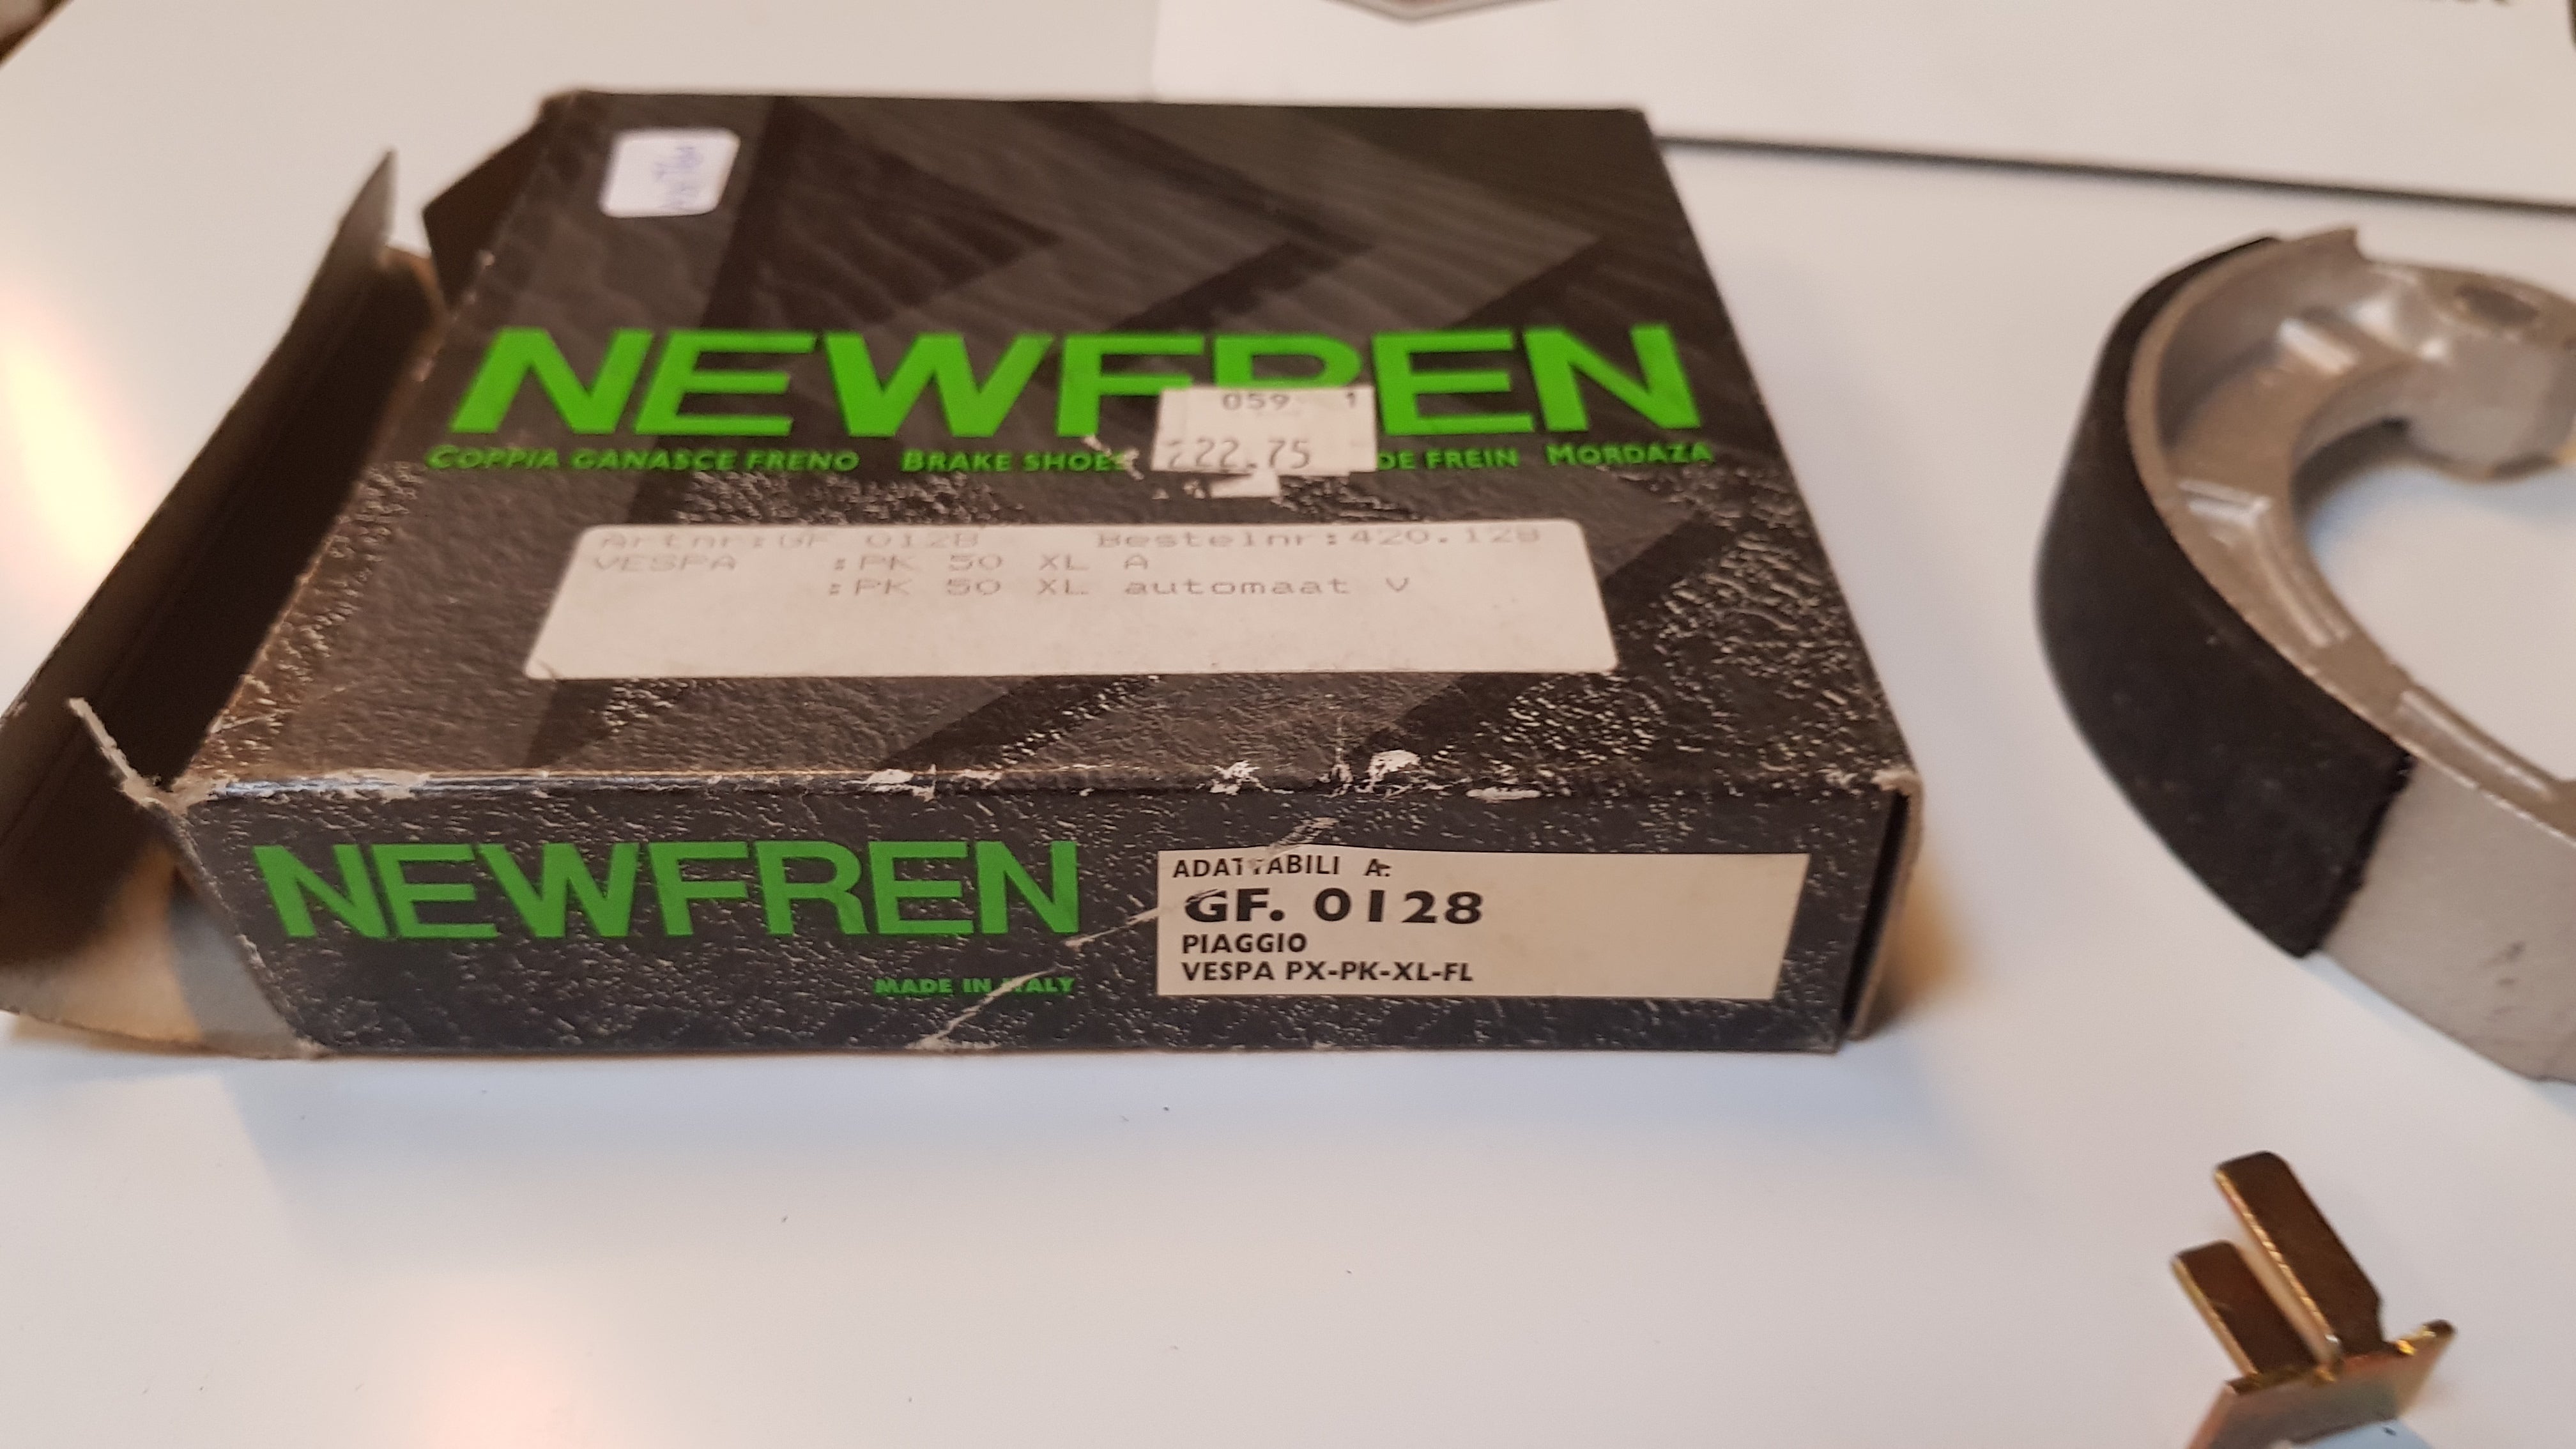 NEWFREN
059 1
22.75
COPPIA GANASCE FRENO BRAKE SHOES DE FREIN MORDAZA
Artnr:GF 0128 Bestelnr:420.128
VESPA :PK 50 XL A
:PK 50 XL automaat V
NEWFREN
MADE IN ITALY
ADATTABILI A:
GF. 0128
PIAGGIO
VESPA PX-PK-XL-FL